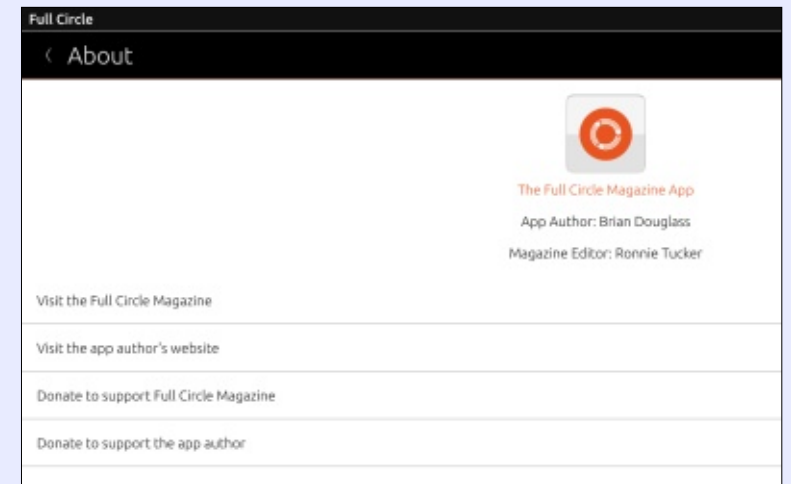 Full Circle
About
The Full Circle Magazine App
App Author: Brian Douglass
Magazine Editor: Ronnie Tucker
Visit the Full Circle Magazine
Visit the app author's website
Donate to support Full Circle Magazine
Donate to support the app author